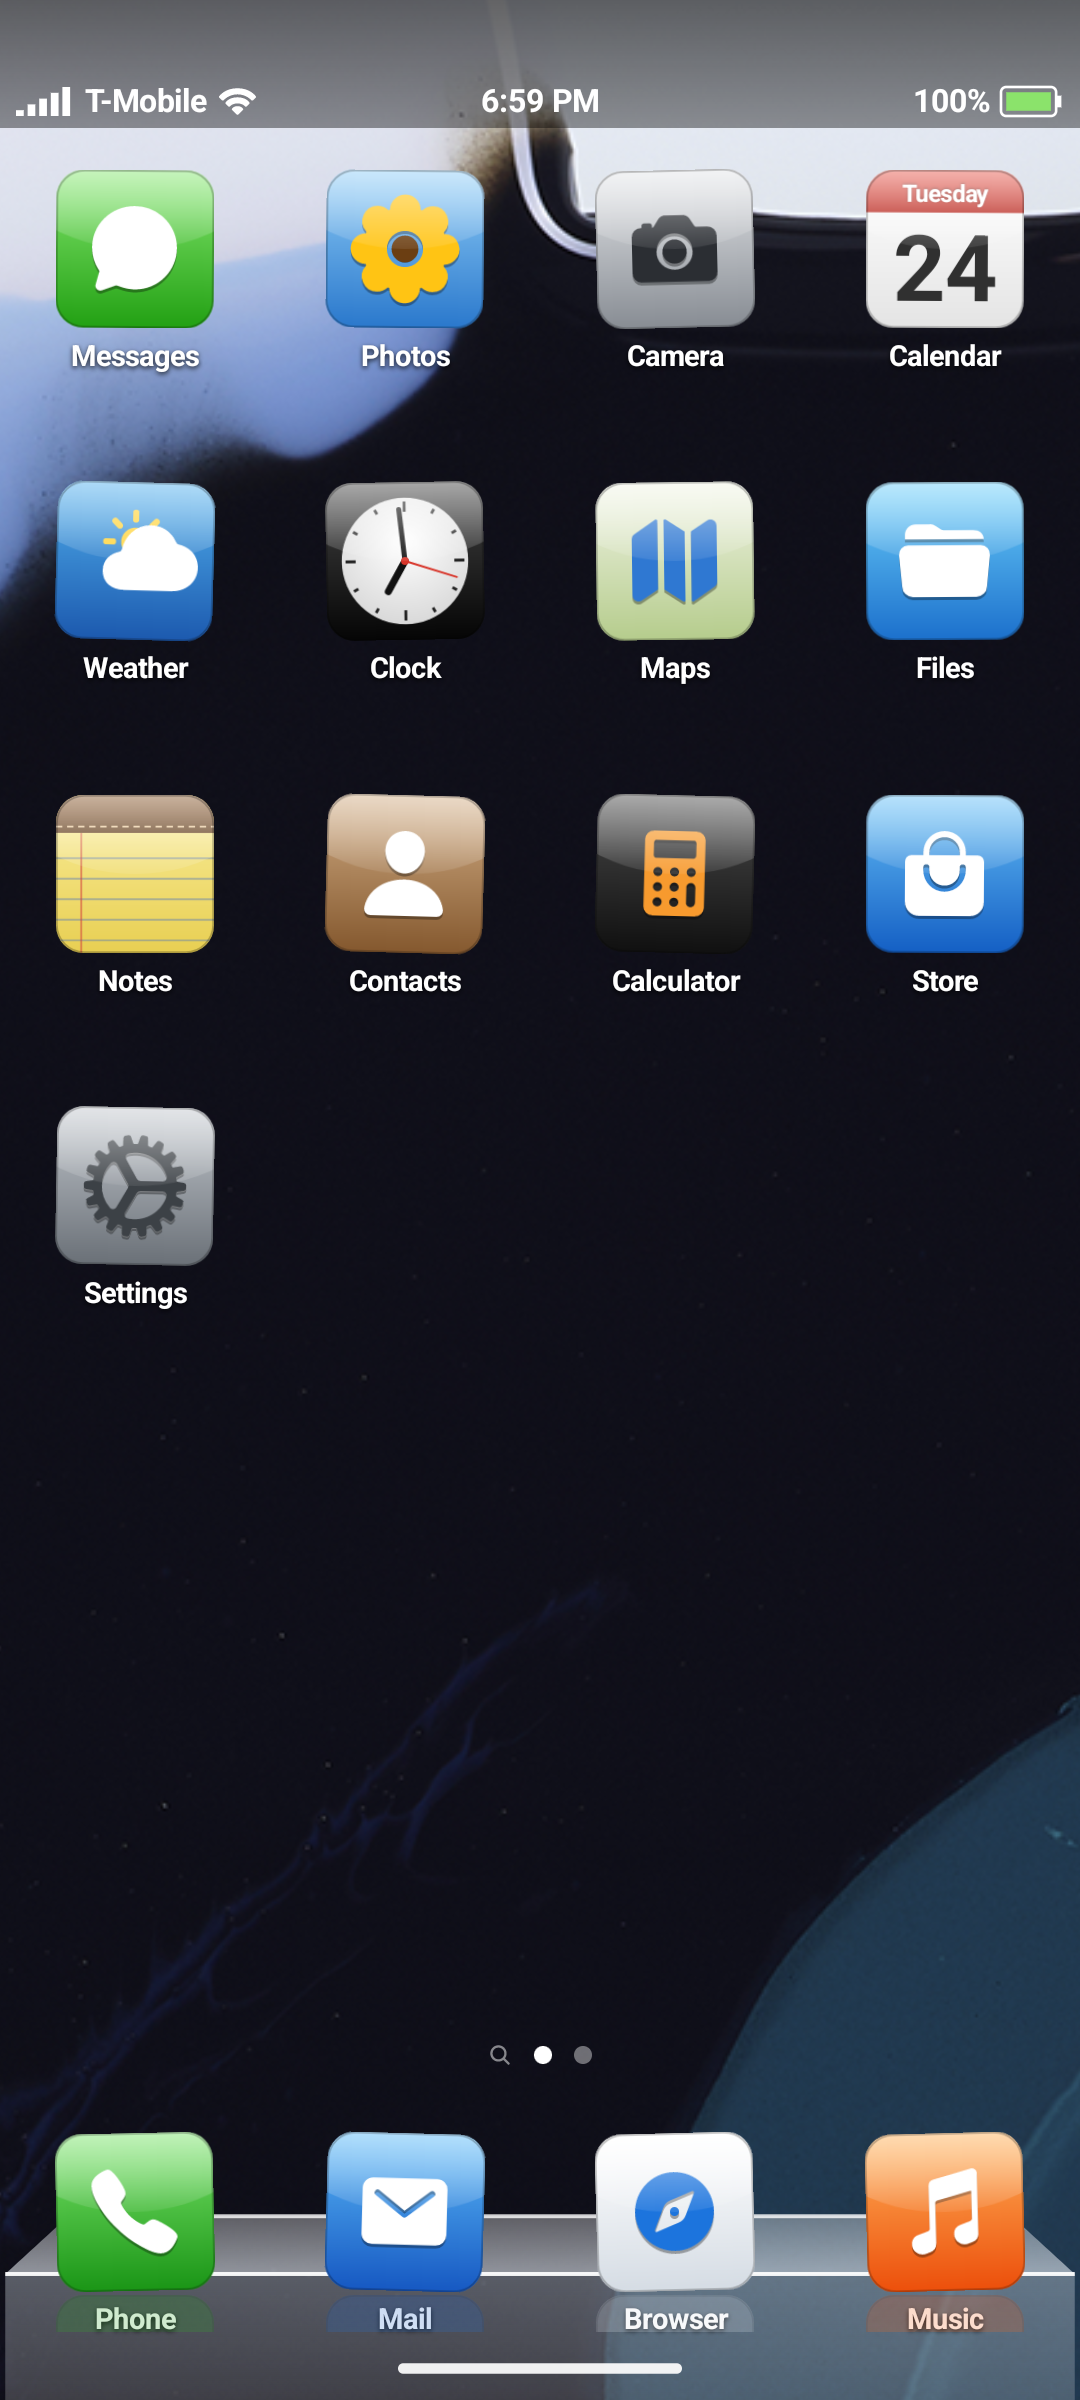 T-Mobile 6:59 PM 100%
Tuesday
24
Messages Photos Camera Calendar
Weather Clock Maps Files
Notes Contacts Calculator Store
Settings
Phone Mail Browser Music